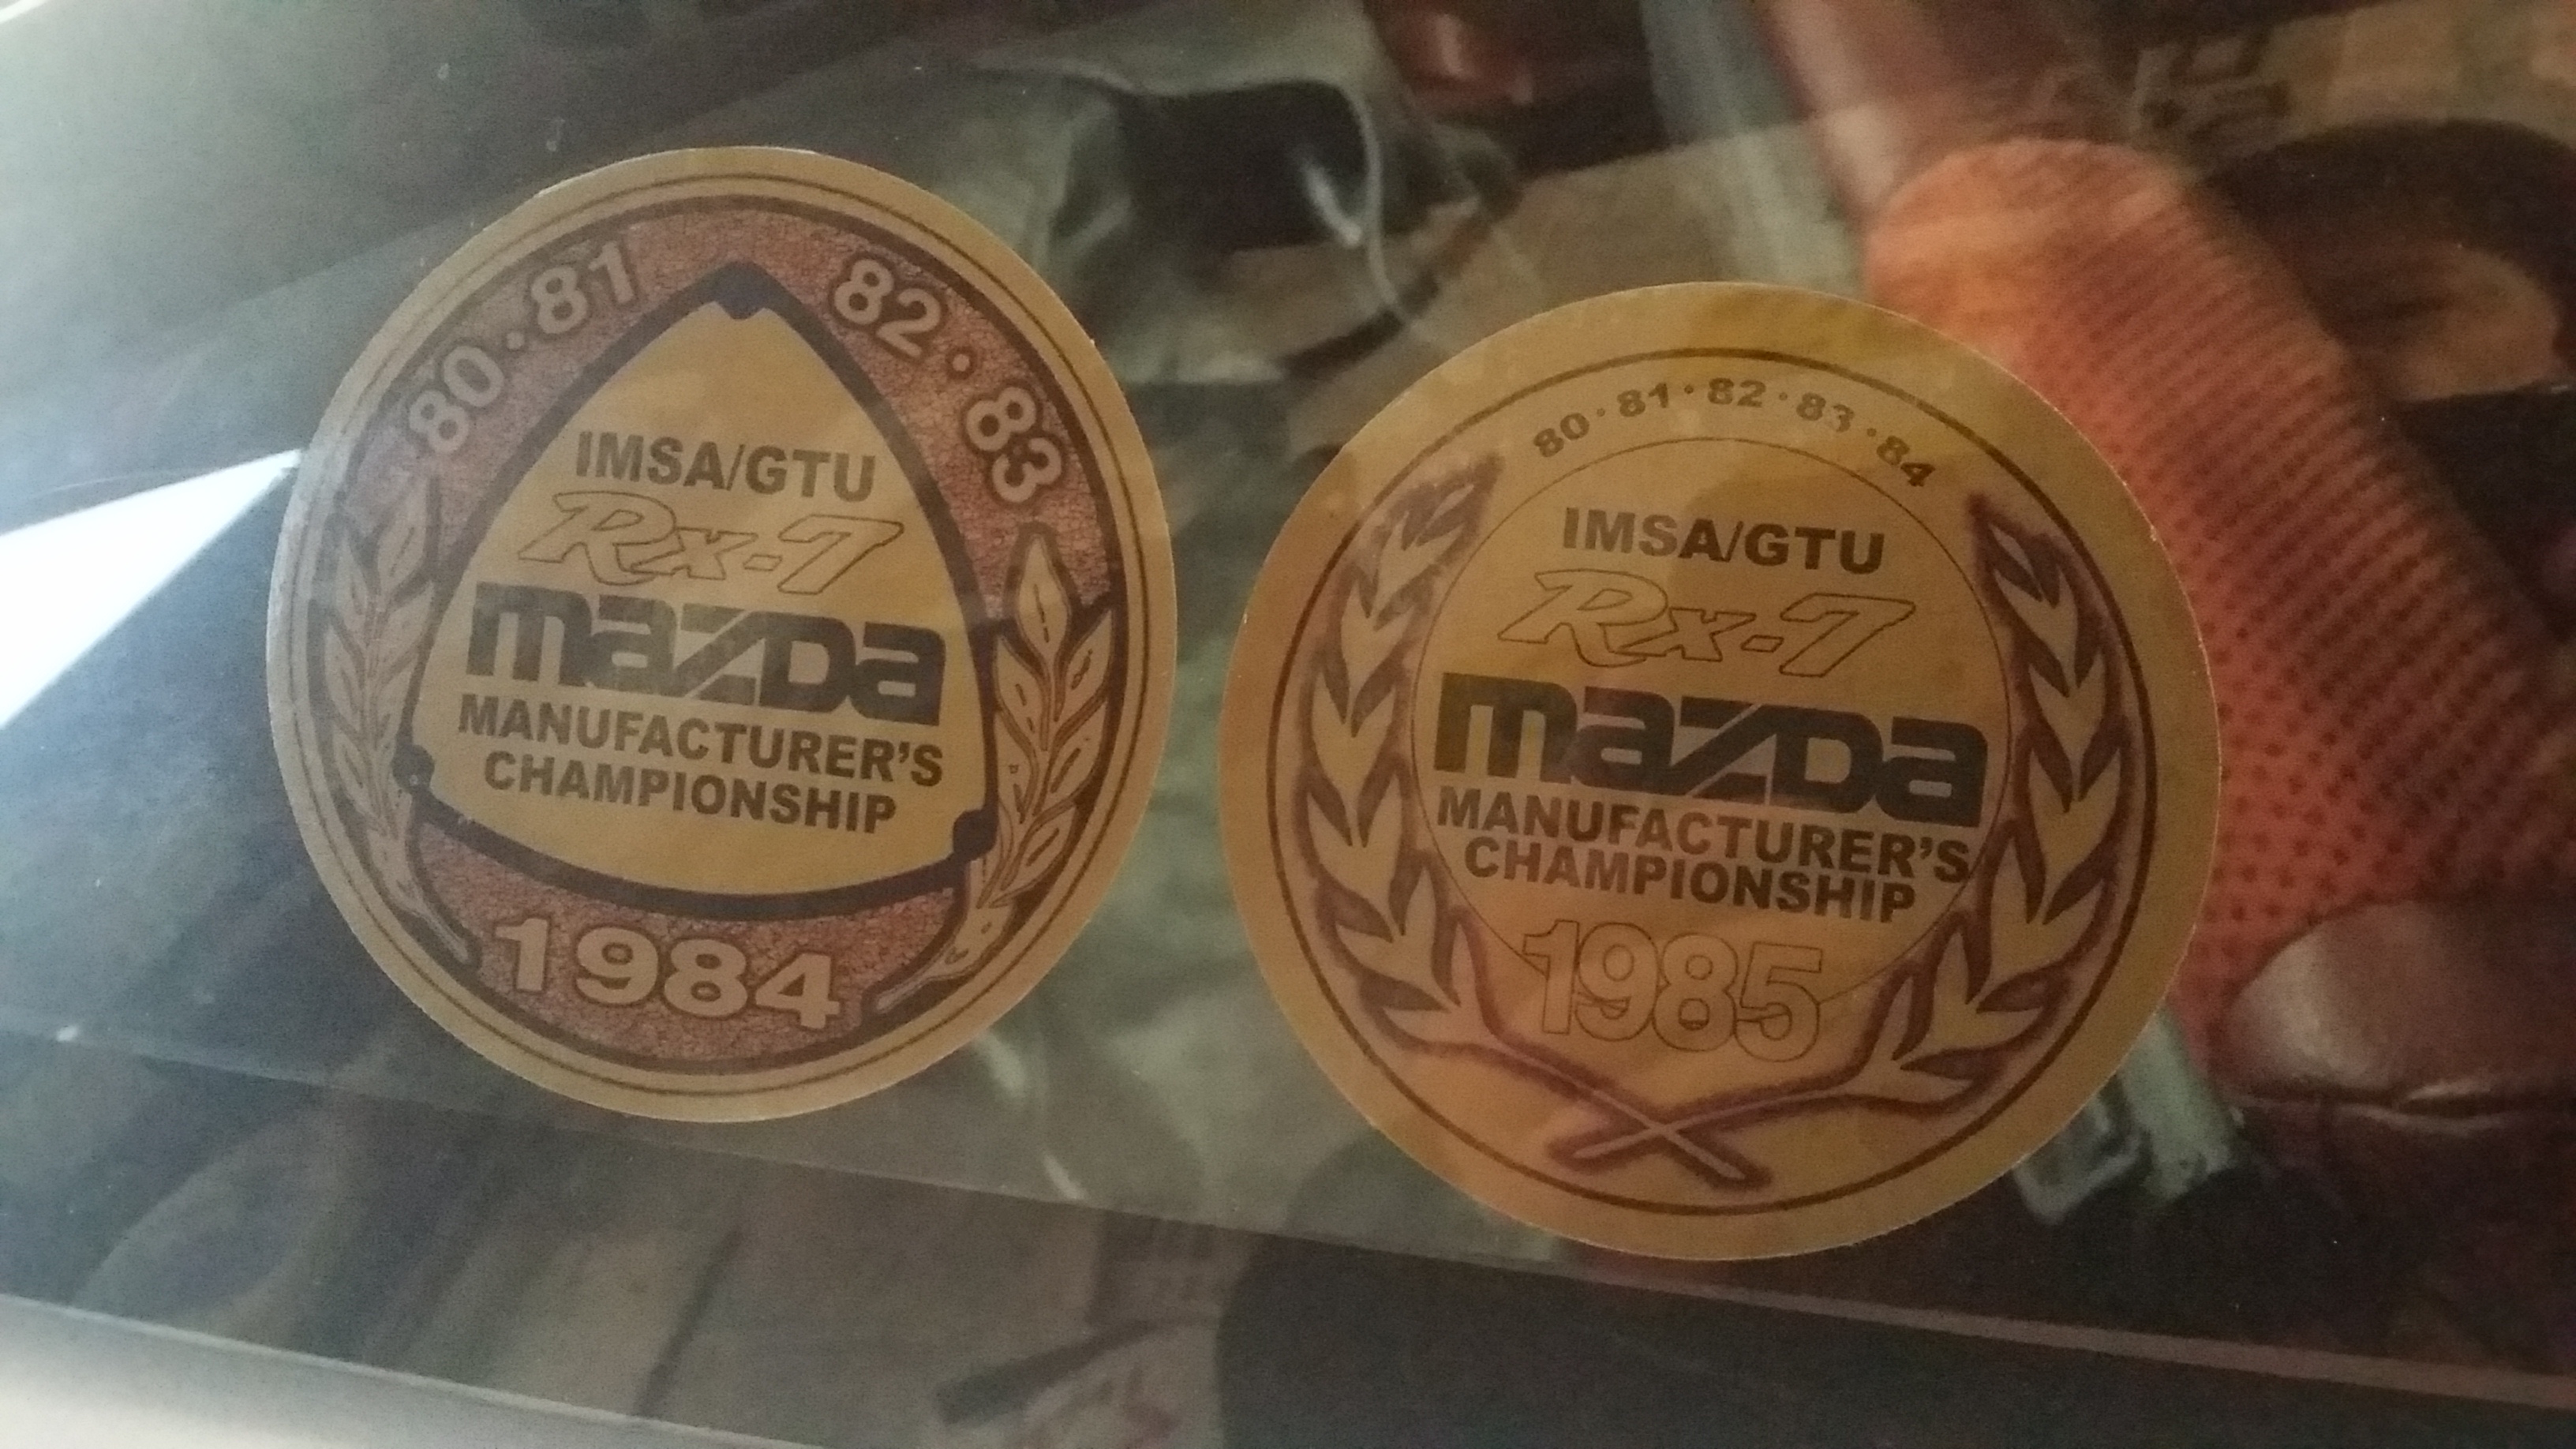 80·81 82·83
IMSA/GTU
Rx-7
mazda
MANUFACTURER'S
CHAMPIONSHIP
1984
80·81·82·83·84
IMSA/GTU
Rx-7
mazda
MANUFACTURER'S
CHAMPIONSHIP
1985